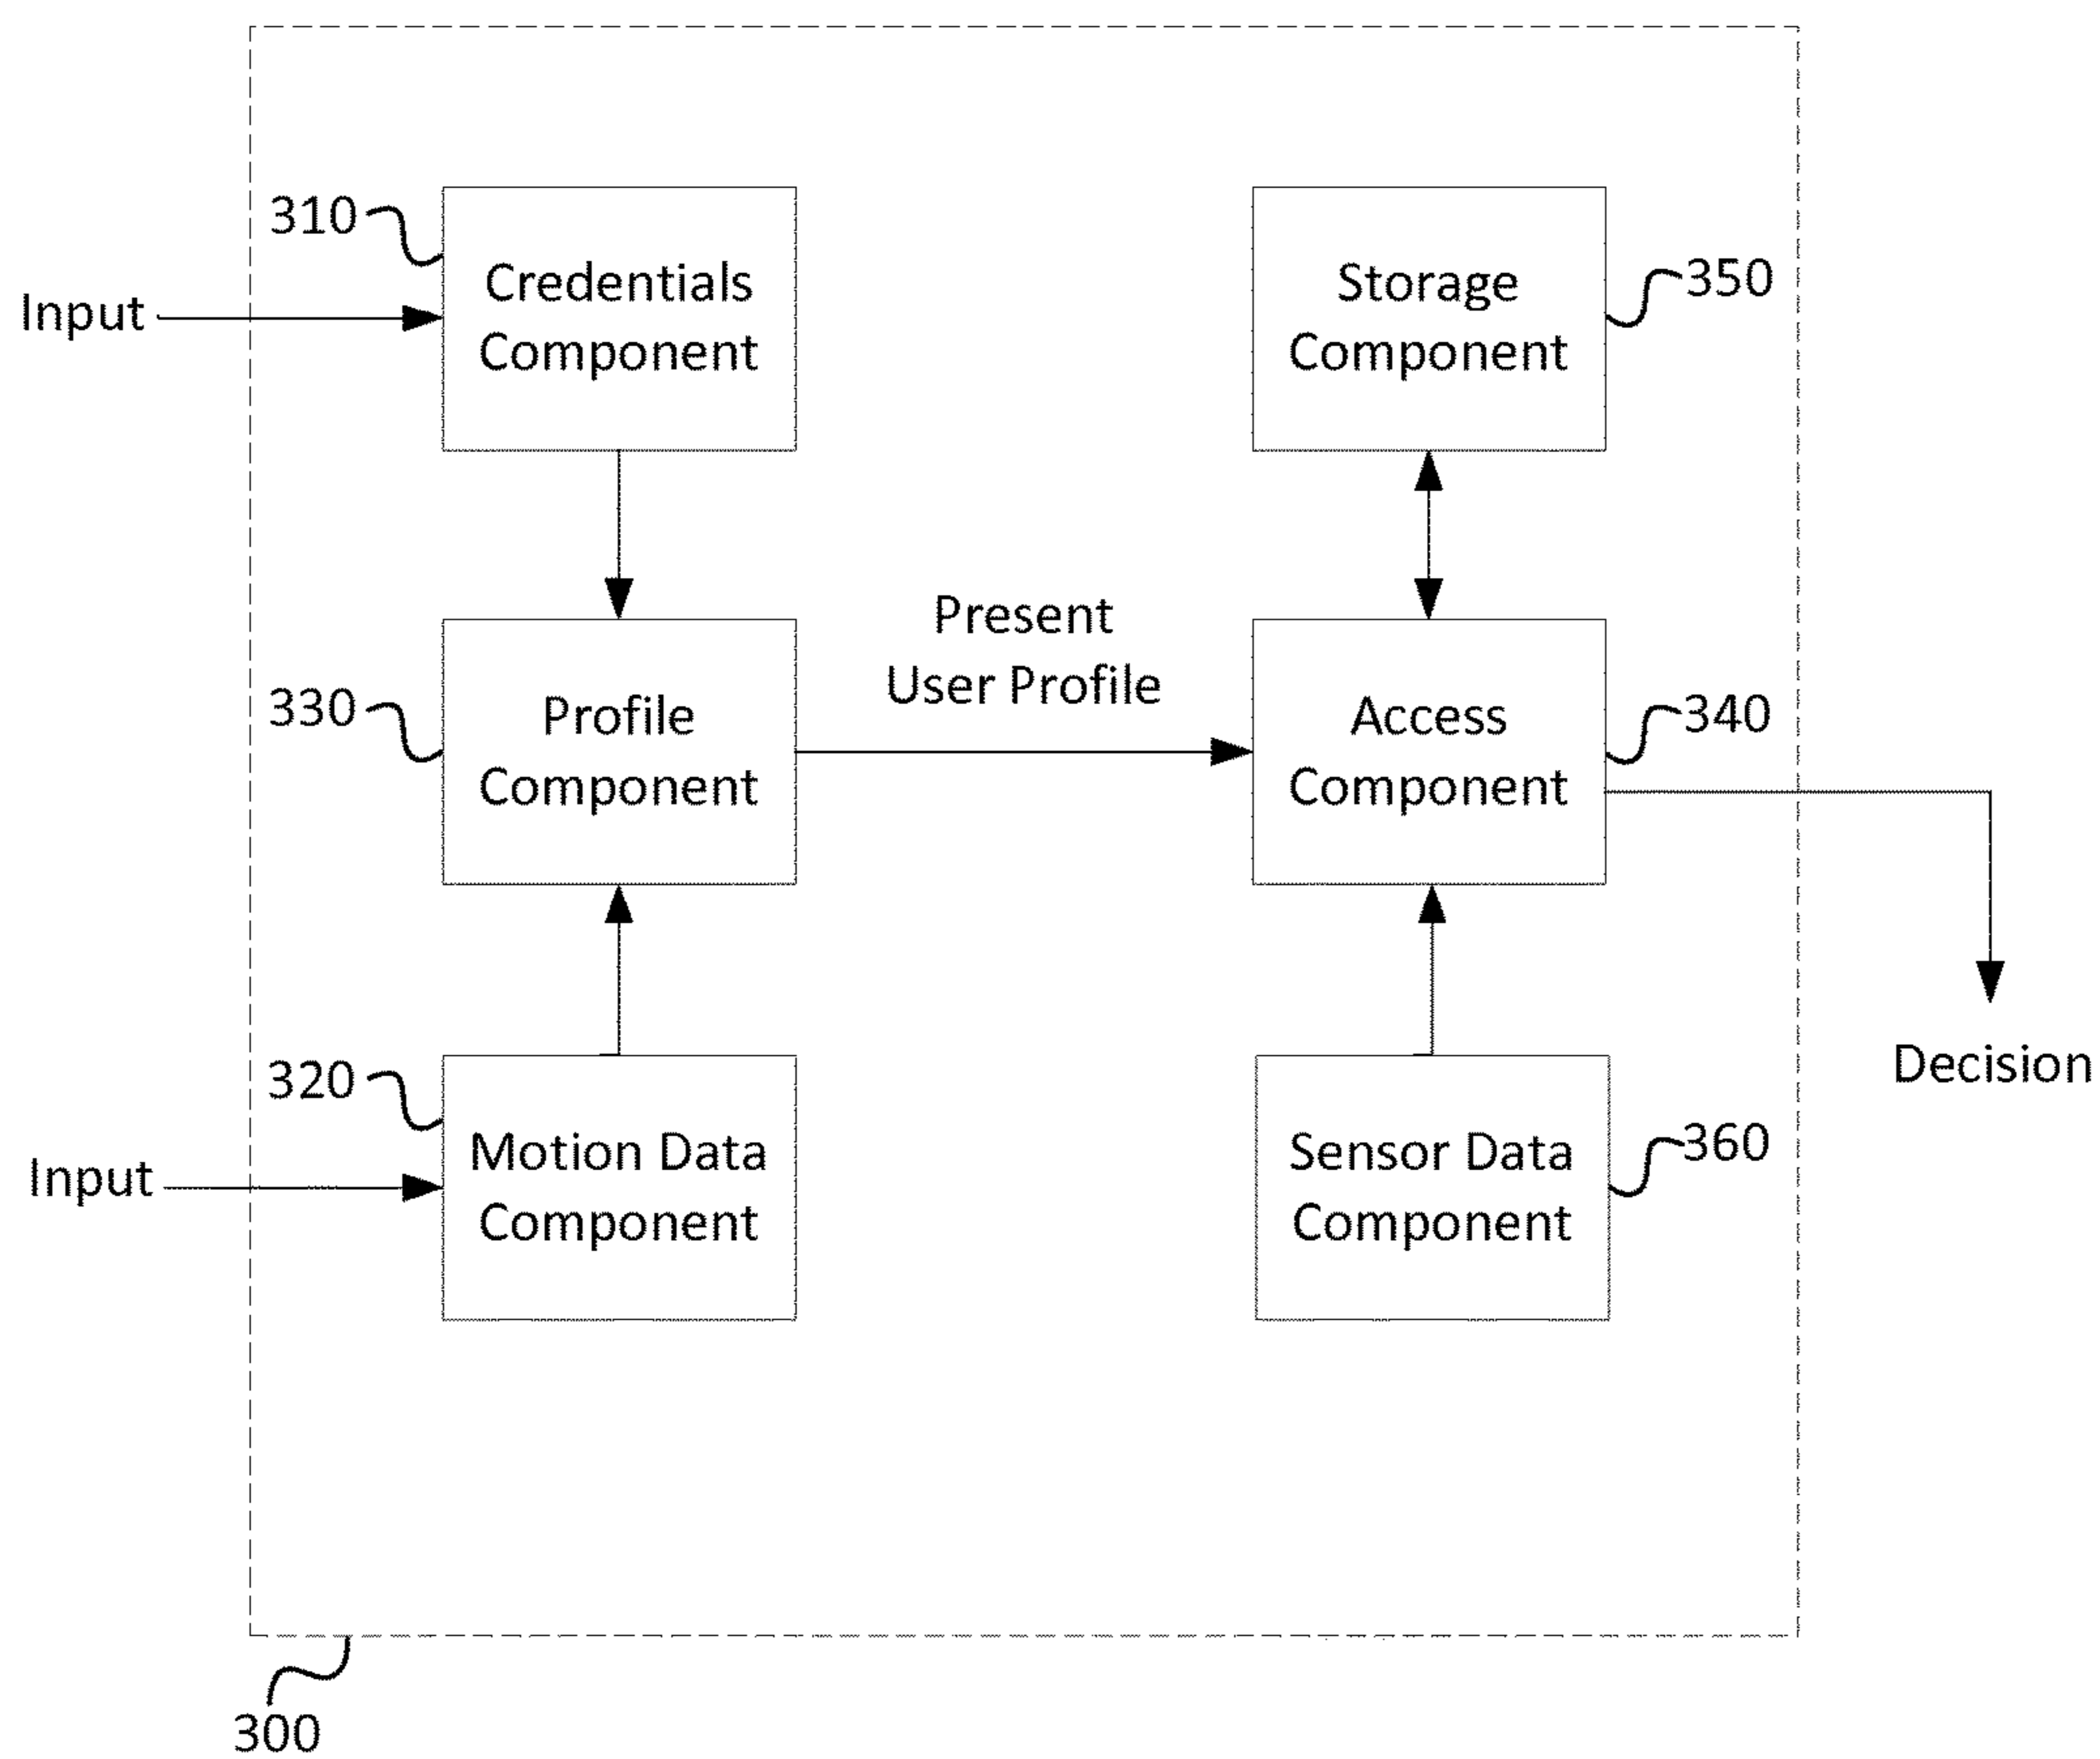 310
Input
Credentials
Component
Storage
Component
350
330
Profile
Component
Present
User Profile
Access
Component
340
320
Input
Motion Data
Component
Sensor Data
Component
360
Decision
300